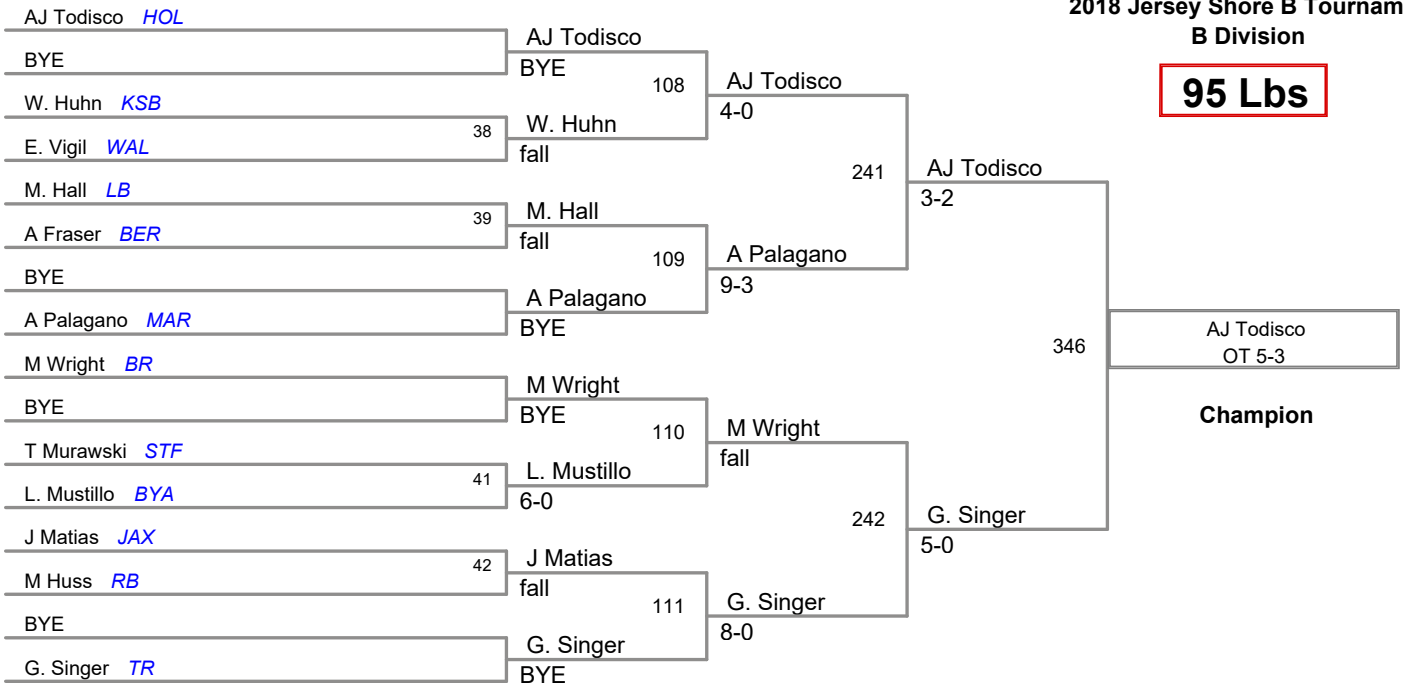 2018 Jersey Shore B Tournam
B Division
95 Lbs
AJ Todisco HOL
BYE
W. Huhn KSB
E. Vigil WAL
M. Hall LB
A Fraser BER
BYE
A Palagano MAR
M Wright BR
BYE
T Murawski STF
L. Mustillo BYA
J Matias JAX
M Huss RB
BYE
G. Singer TR
38
39
41
42
AJ Todisco
BYE
W. Huhn
fall
M. Hall
fall
A Palagano
BYE
M Wright
BYE
L. Mustillo
6-0
J Matias
fall
G. Singer
BYE
108
109
110
111
AJ Todisco
4-0
A Palagano
9-3
M Wright
fall
G. Singer
8-0
241
242
AJ Todisco
3-2
G. Singer
5-0
346
AJ Todisco
OT 5-3
Champion